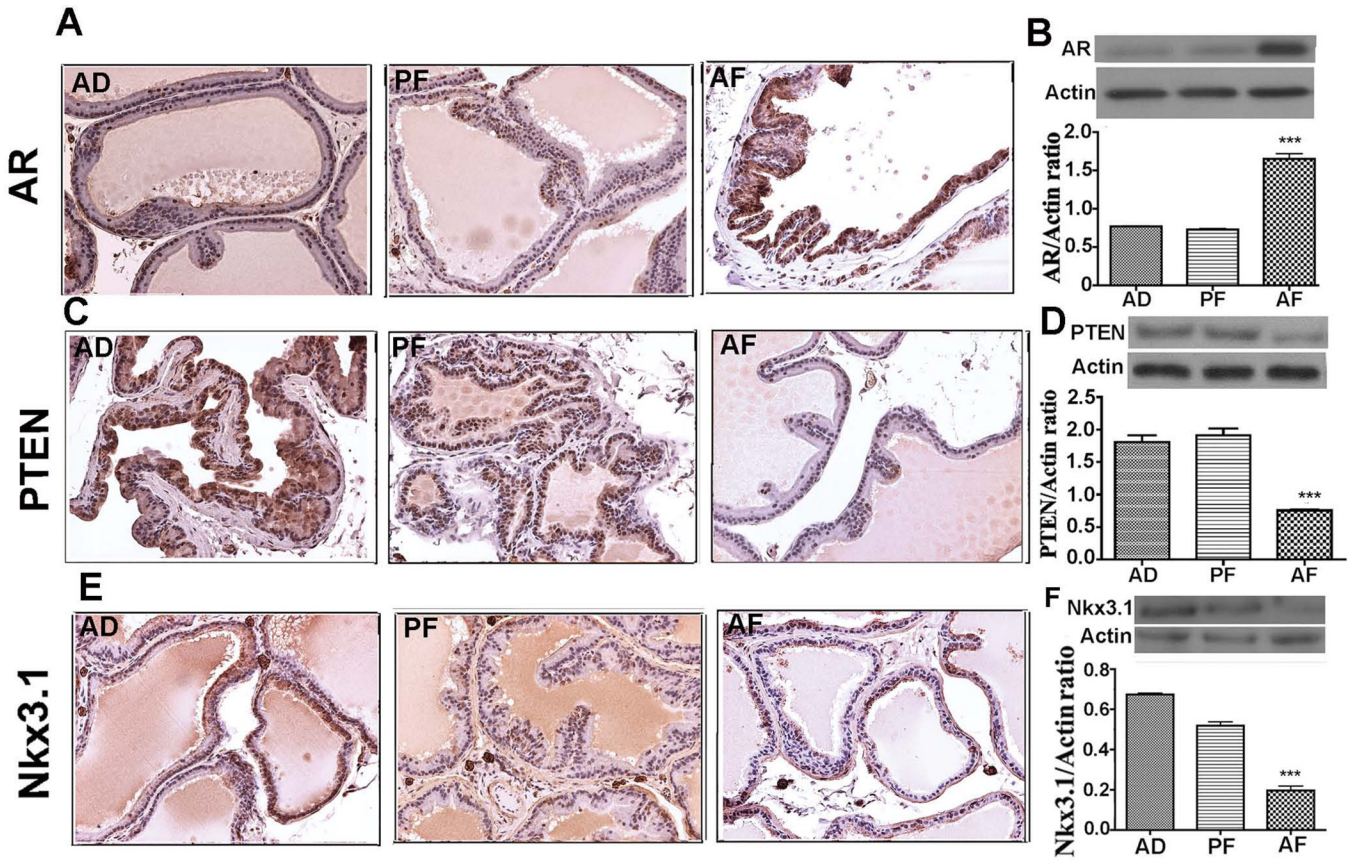 A
AR
AD
PF
AF
B
AR
Actin
AR/Actin ratio
2.0
1.5
1.0
0.5
0
***
AD PF AF
C
PTEN
AD
PF
AF
D
PTEN
Actin
PTEN/Actin ratio
2.0
1.5
1.0
0.5
0.0
***
AD PF AF
E
Nkx3.1
AD
PF
AF
F
Nkx3.1
Actin
Nkx3.1/Actin ratio
0.8
0.6
0.4
0.2
0.0
***
AD PF AF